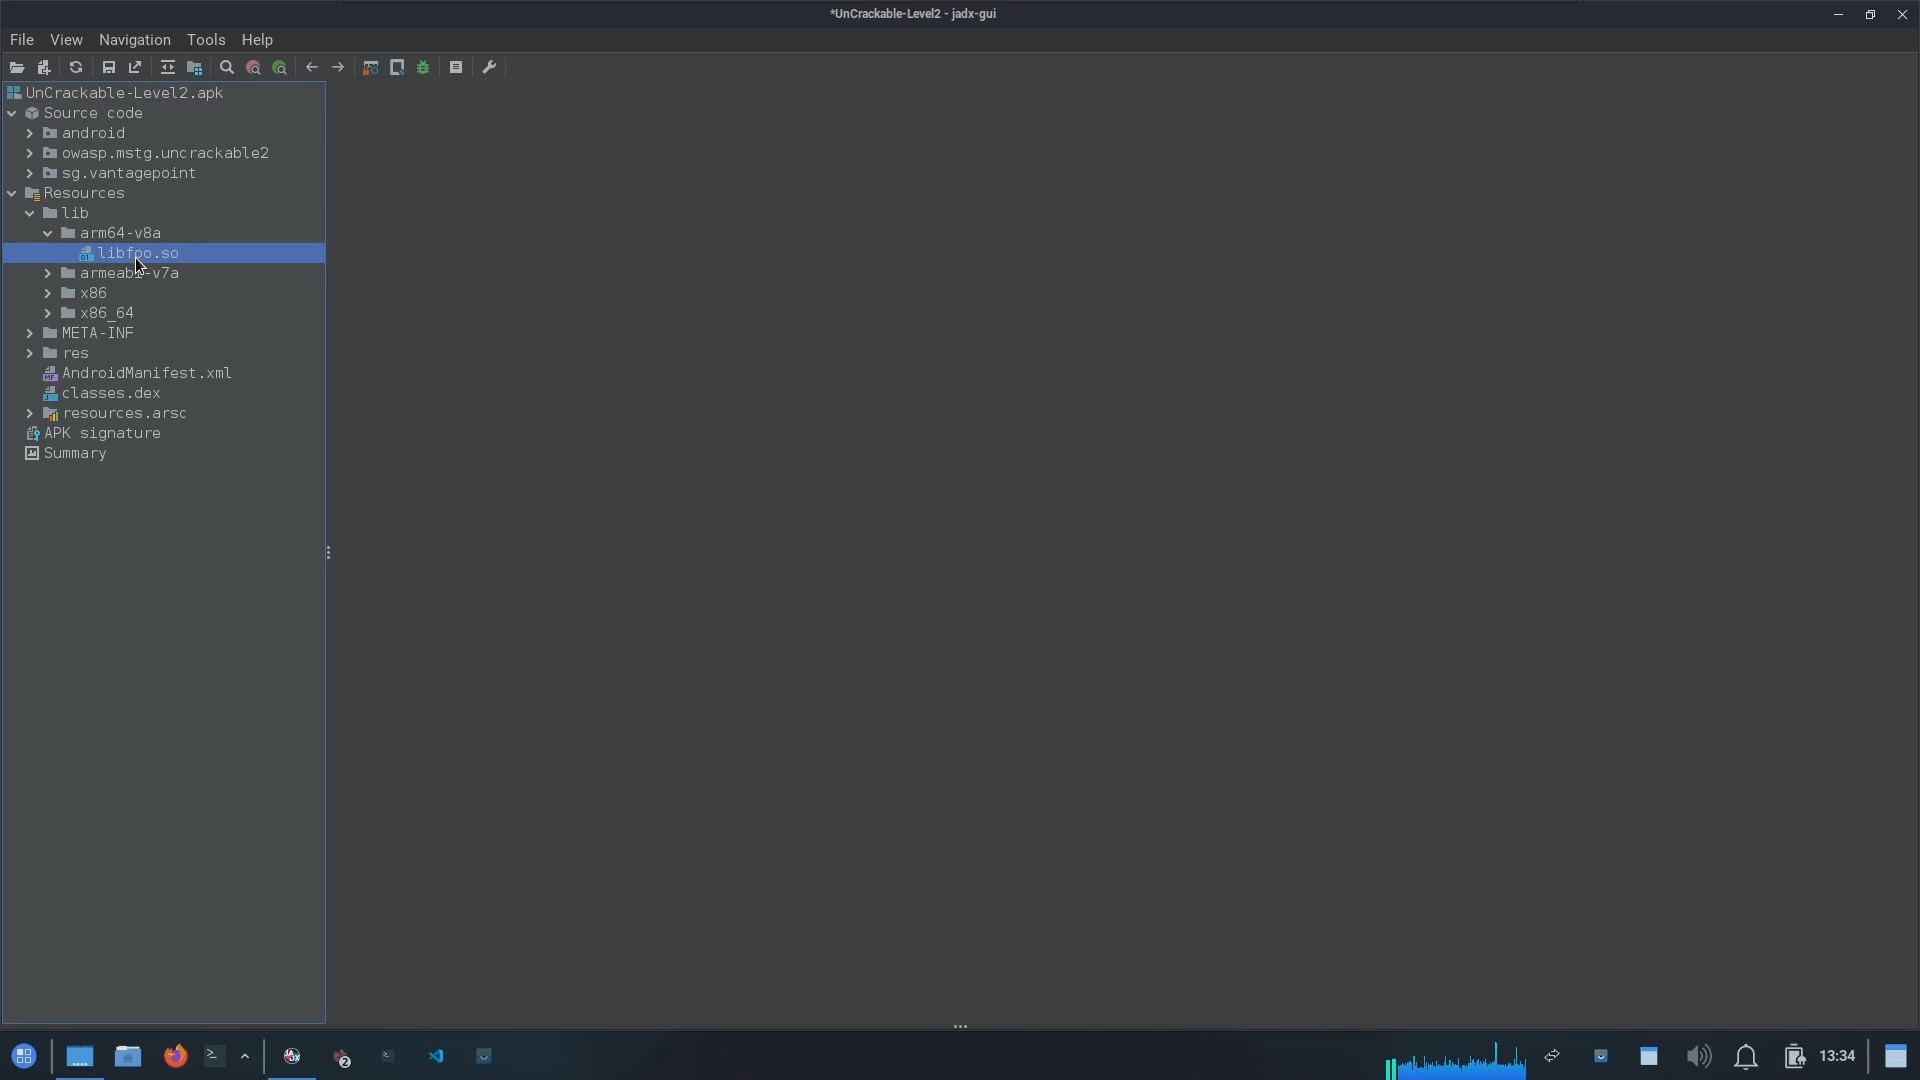 *UnCrackable-Level2 - jadx-gui
File View Navigation Tools Help
UnCrackable-Level2.apk
Source code
android
owasp.mstg.uncrackable2
sg.vantagepoint
Resources
lib
arm64-v8a
libfoo.so
armeabi-v7a
x86
x86_64
META-INF
res
AndroidManifest.xml
classes.dex
resources.arsc
APK signature
Summary
2
13:34